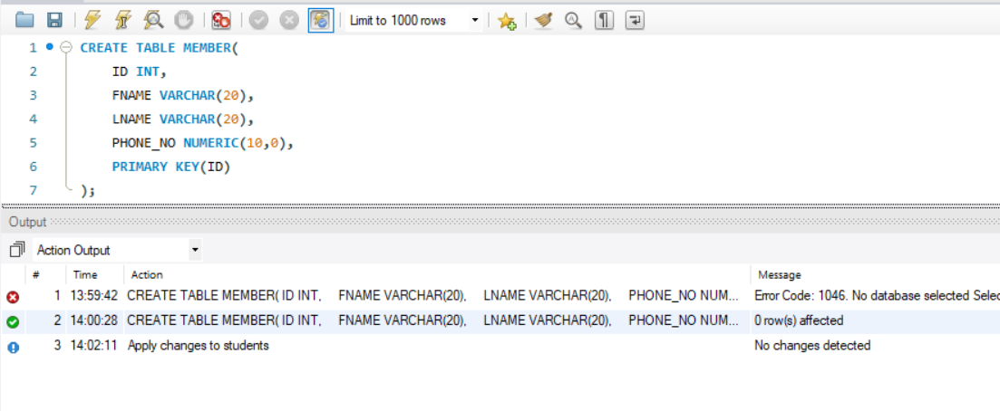 Limit to 1000 rows
1 CREATE TABLE MEMBER(
2 ID INT,
3 FNAME VARCHAR(20),
4 LNAME VARCHAR(20),
5 PHONE_NO NUMERIC(10,0),
6 PRIMARY KEY(ID)
7 );
Output
Action Output
# Time Action Message
1 13:59:42 CREATE TABLE MEMBER( ID INT, FNAME VARCHAR(20), LNAME VARCHAR(20), PHONE_NO NUM... Error Code: 1046. No database selected Selec
2 14:00:28 CREATE TABLE MEMBER( ID INT, FNAME VARCHAR(20), LNAME VARCHAR(20), PHONE_NO NUM... 0 row(s) affected
3 14:02:11 Apply changes to students No changes detected